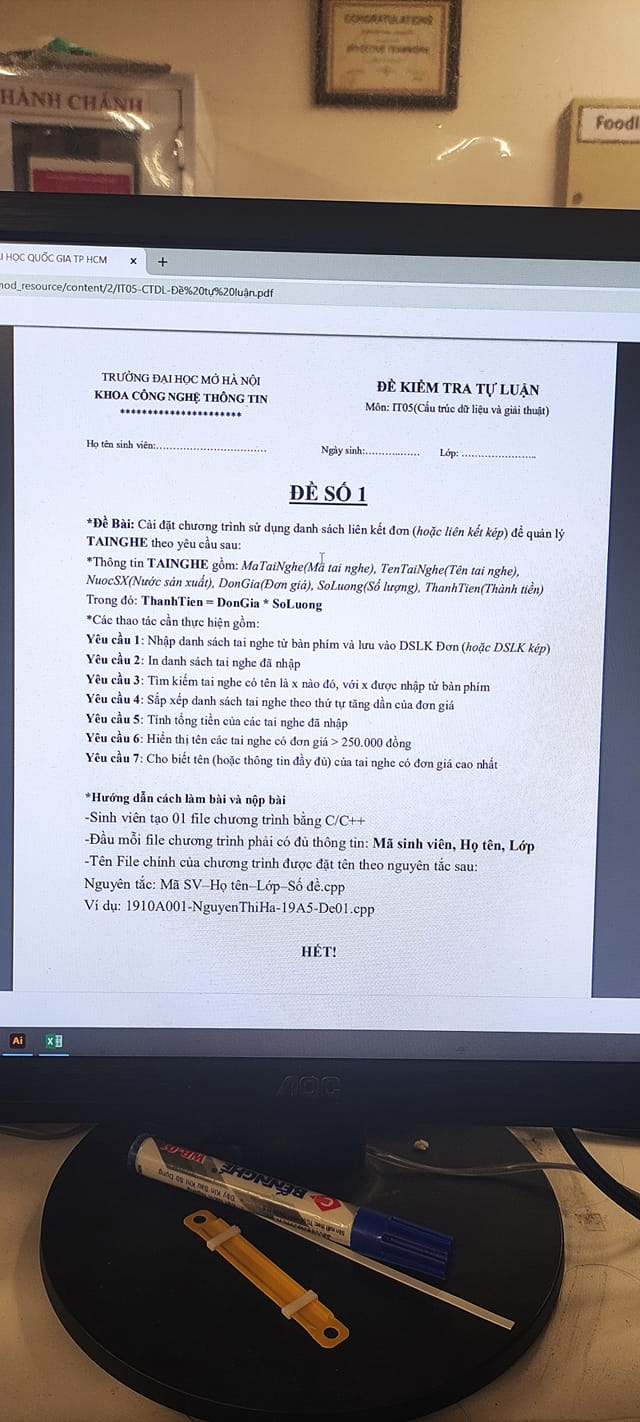 CONGRATULATIONS
EFFECTIVE TEAMWORK
HÀNH CHÁNH
Foodl
I HỌC QUỐC GIA TP HCM x +
mod_resource/content/2/IT05-CTDL-Đề%20tự%20luận.pdf
TRƯỜNG ĐẠI HỌC MỞ HÀ NỘI
KHOA CÔNG NGHỆ THÔNG TIN
**********************
ĐỀ KIỂM TRA TỰ LUẬN
Môn: IT05(Cấu trúc dữ liệu và giải thuật)
Họ tên sinh viên:.................................. Ngày sinh:................. Lớp: .......................
ĐỀ SỐ 1
*Đề Bài: Cài đặt chương trình sử dụng danh sách liên kết đơn (hoặc liên kết kép) để quản lý
TAINGHE theo yêu cầu sau:
*Thông tin TAINGHE gồm: MaTaiNghe(Mã tai nghe), TenTaiNghe(Tên tai nghe),
NuocSX(Nước sản xuất), DonGia(Đơn giá), SoLuong(Số lượng), ThanhTien(Thành tiền)
Trong đó: ThanhTien = DonGia * SoLuong
*Các thao tác cần thực hiện gồm:
Yêu cầu 1: Nhập danh sách tai nghe từ bàn phím và lưu vào DSLK Đơn (hoặc DSLK kép)
Yêu cầu 2: In danh sách tai nghe đã nhập
Yêu cầu 3: Tìm kiếm tai nghe có tên là x nào đó, với x được nhập từ bàn phím
Yêu cầu 4: Sắp xếp danh sách tai nghe theo thứ tự tăng dần của đơn giá
Yêu cầu 5: Tính tổng tiền của các tai nghe đã nhập
Yêu cầu 6: Hiển thị tên các tai nghe có đơn giá > 250.000 đồng
Yêu cầu 7: Cho biết tên (hoặc thông tin đầy đủ) của tai nghe có đơn giá cao nhất
*Hướng dẫn cách làm bài và nộp bài
-Sinh viên tạo 01 file chương trình bằng C/C++
-Đầu mỗi file chương trình phải có đủ thông tin: Mã sinh viên, Họ tên, Lớp
-Tên File chính của chương trình được đặt tên theo nguyên tắc sau:
Nguyên tắc: Mã SV–Họ tên–Lớp–Số đề.cpp
Ví dụ: 1910A001-NguyenThiHa-19A5-De01.cpp
HẾT!
Ai
X
AOC
WB-03
BẾN NGHÉ
Đậy Kín Sau Khi Sử Dụng